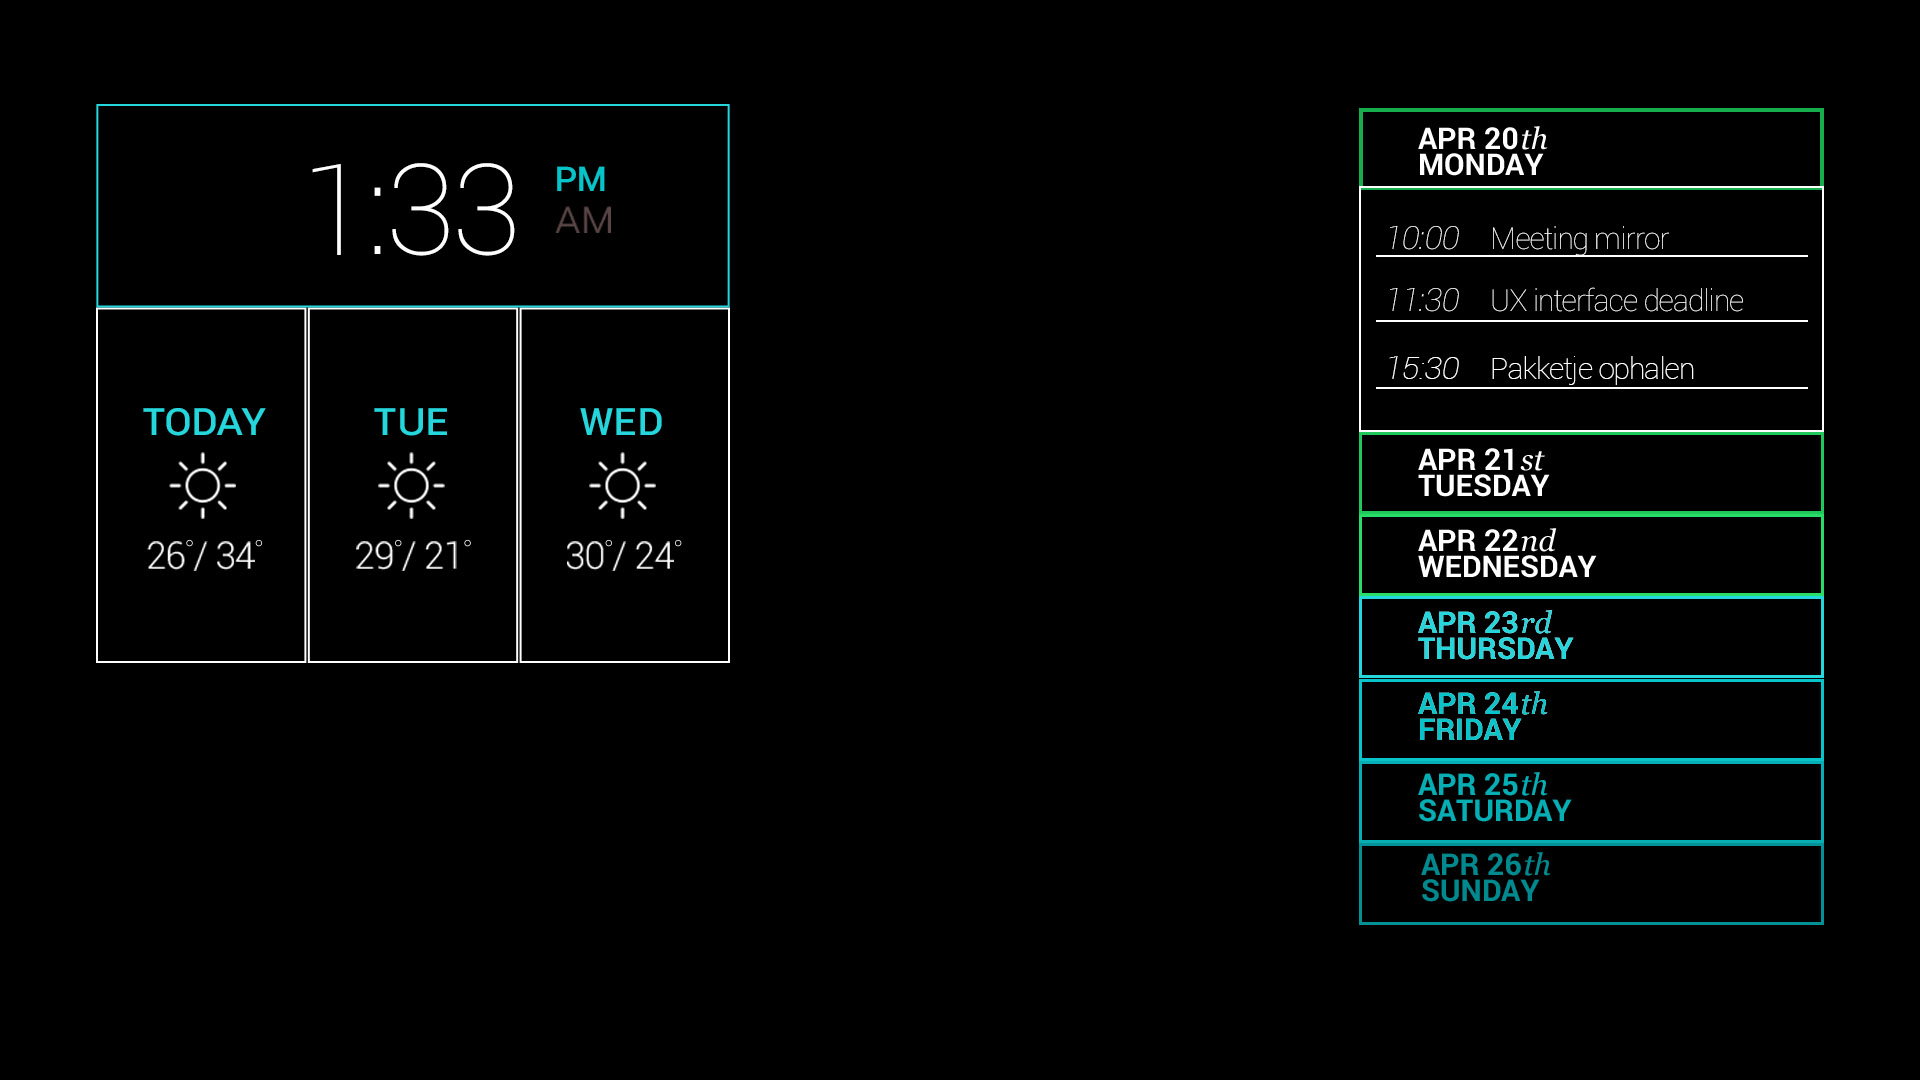 1:33 PM
AM
TODAY
26°/ 34°
TUE
29°/ 21°
WED
30°/ 24°
APR 20th
MONDAY
10:00 Meeting mirror
11:30 UX interface deadline
15:30 Pakketje ophalen
APR 21st
TUESDAY
APR 22nd
WEDNESDAY
APR 23rd
THURSDAY
APR 24th
FRIDAY
APR 25th
SATURDAY
APR 26th
SUNDAY